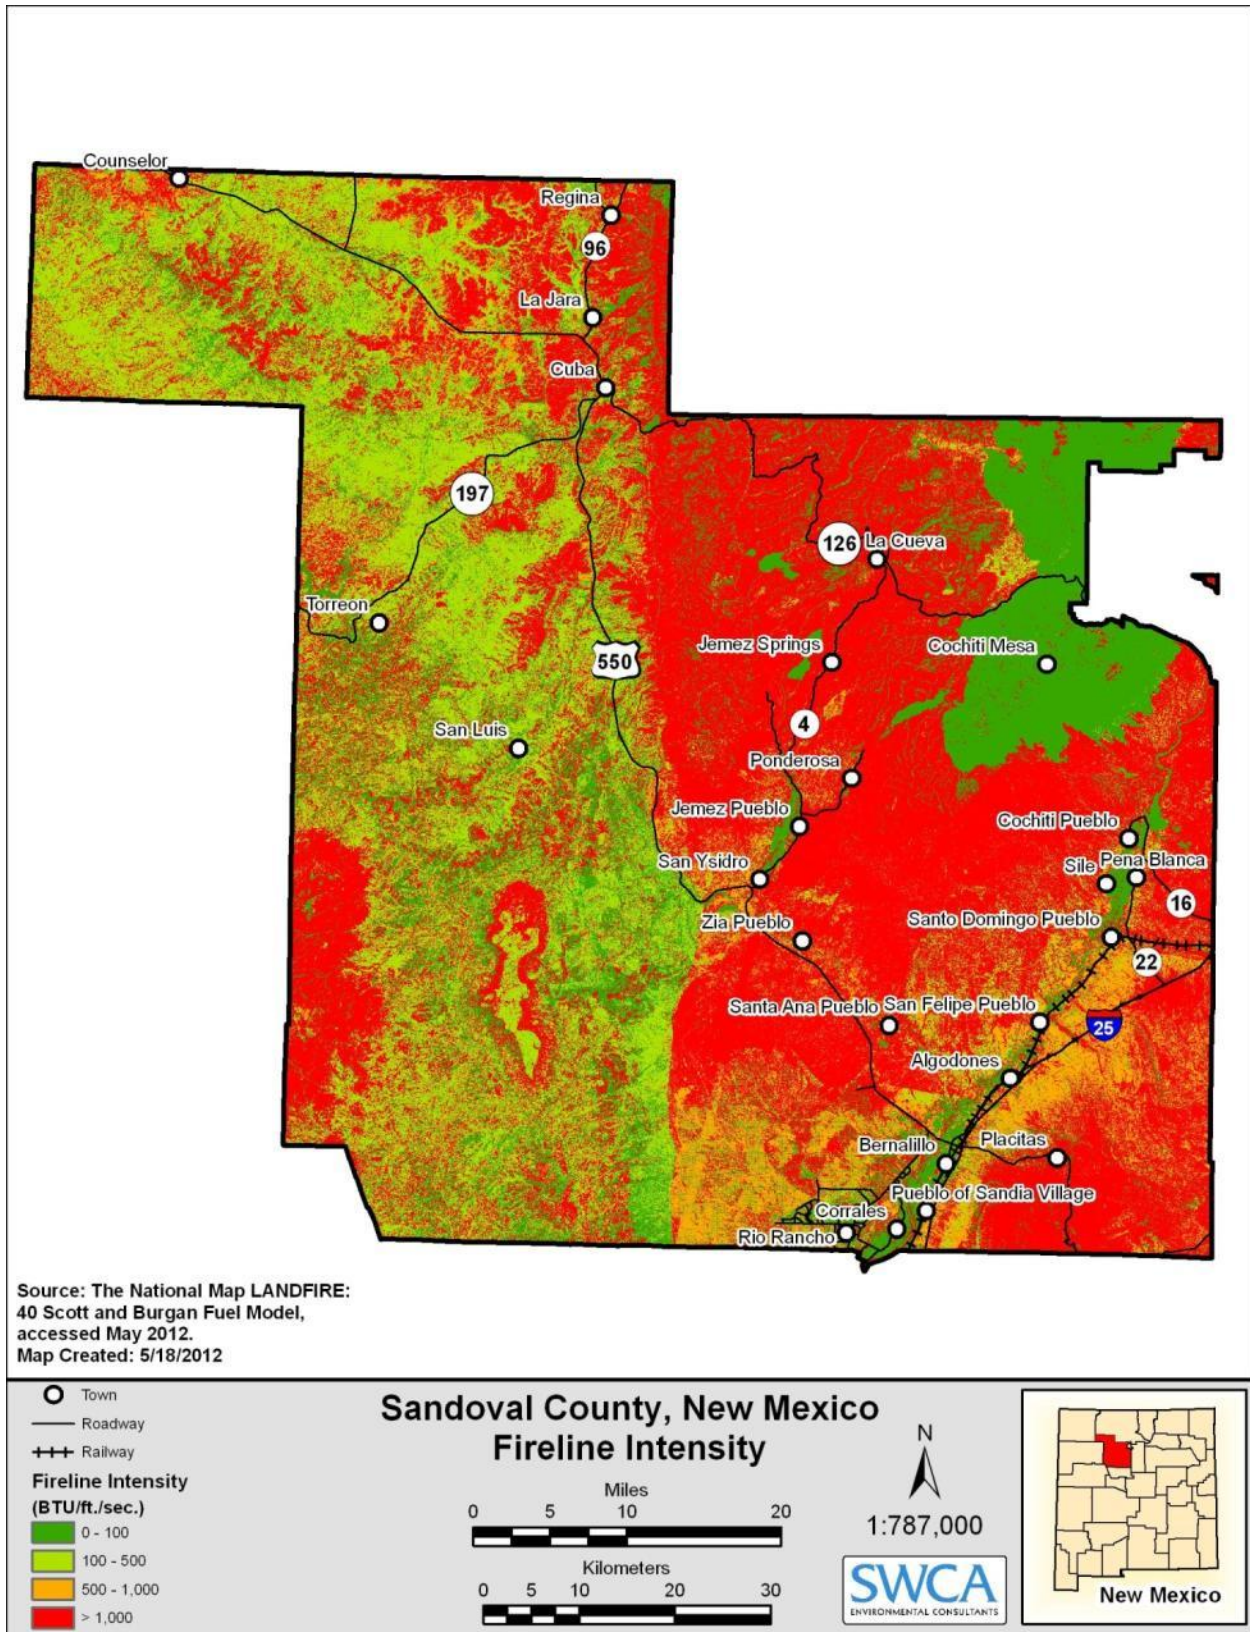 Counselor
Regina
96
La Jara
Cuba
197
126
La Cueva
Torreon
550
Jemez Springs
Cochiti Mesa
4
San Luis
Ponderosa
Jemez Pueblo
Cochiti Pueblo
San Ysidro
Sile
Pena Blanca
16
Zia Pueblo
Santo Domingo Pueblo
22
Santa Ana Pueblo
San Felipe Pueblo
25
Algodones
Bernalillo
Placitas
Pueblo of Sandia Village
Corrales
Rio Rancho
Source: The National Map LANDFIRE:
40 Scott and Burgan Fuel Model,
accessed May 2012.
Map Created: 5/18/2012
Town
Roadway
Railway
Fireline Intensity
(BTU/ft./sec.)
0 - 100
100 - 500
500 - 1,000
> 1,000
Sandoval County, New Mexico
Fireline Intensity
Miles
0 5 10 20
Kilometers
0 5 10 20 30
N
1:787,000
SWCA
ENVIRONMENTAL CONSULTANTS
New Mexico